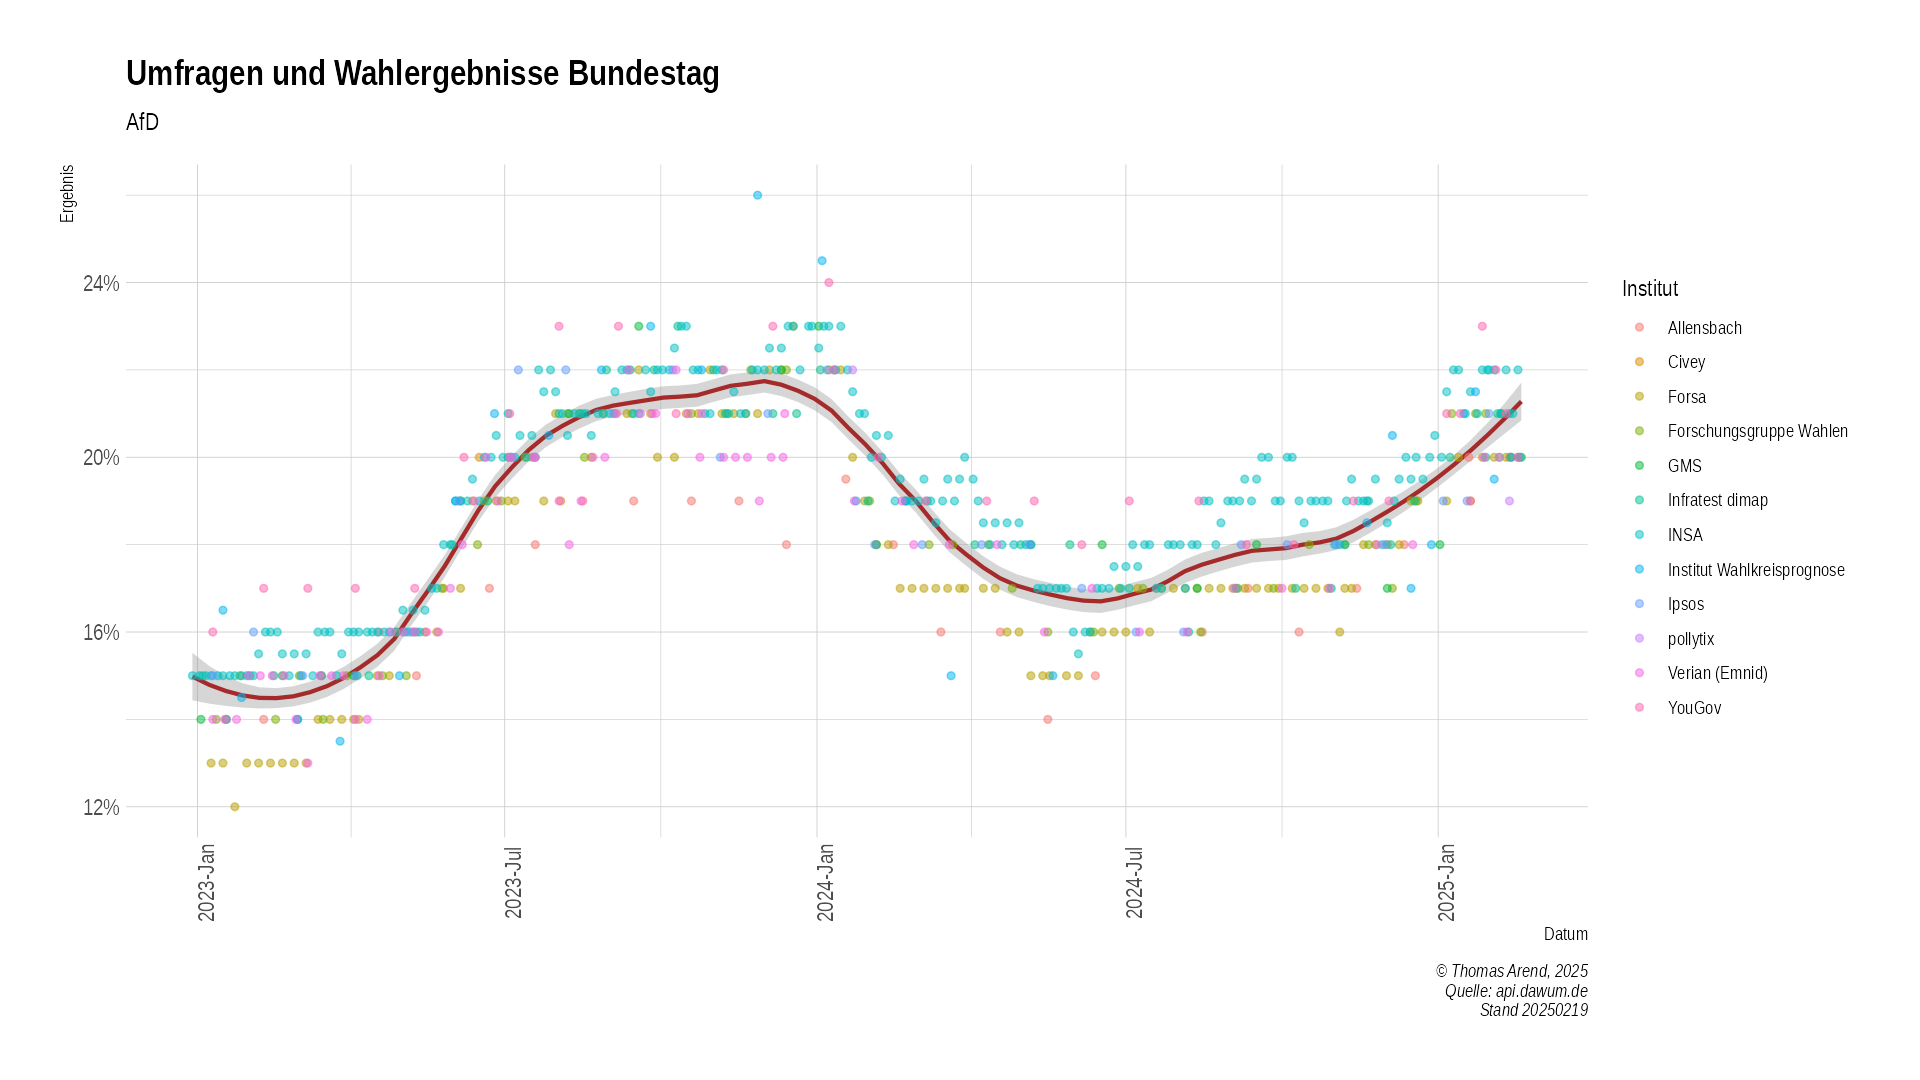 Umfragen und Wahlergebnisse Bundestag
AfD
Ergebnis
24%
20%
16%
12%
2023-Jan
2023-Jul
2024-Jan
2024-Jul
2025-Jan
Datum
Institut
Allensbach
Civey
Forsa
Forschungsgruppe Wahlen
GMS
Infratest dimap
INSA
Institut Wahlkreisprognose
Ipsos
pollytix
Verian (Emnid)
YouGov
© Thomas Arend, 2025
Quelle: api.dawum.de
Stand 20250219